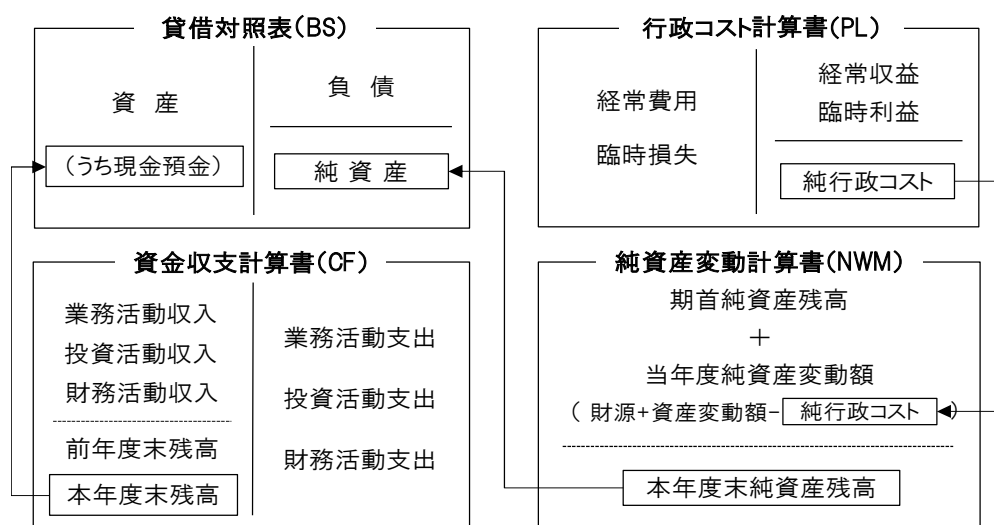 貸借対照表(BS)
資 産
(うち現金預金)
負 債
純 資 産
行政コスト計算書(PL)
経常費用
臨時損失
経常収益
臨時利益
純行政コスト
資金収支計算書(CF)
業務活動収入
投資活動収入
財務活動収入
前年度末残高
本年度末残高
業務活動支出
投資活動支出
財務活動支出
純資産変動計算書(NWM)
期首純資産残高
+
当年度純資産変動額
( 財源+資産変動額- 純行政コスト )
本年度末純資産残高